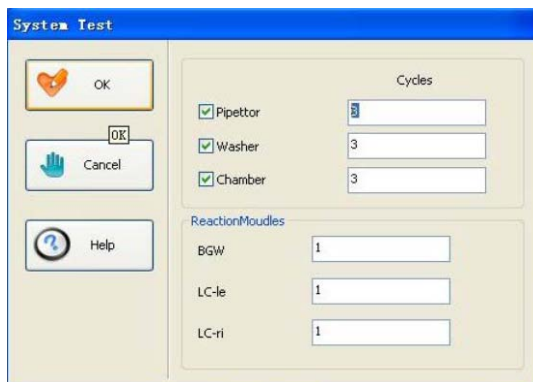 System Test
OK
OK
Cancel
Help
Cycles
Pipettor
3
Washer
3
Chamber
3
ReactionMoudles
BGW
1
LC-le
1
LC-ri
1